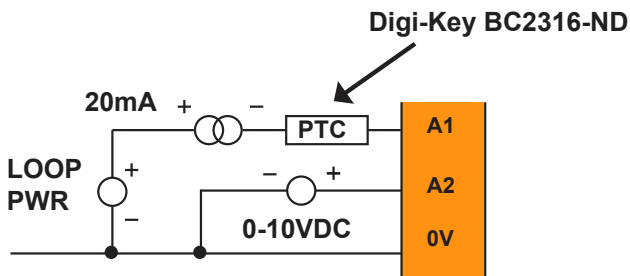 Digi-Key BC2316-ND
20mA
+ −
PTC
A1
LOOP
PWR
+
−
− +
A2
0-10VDC
0V